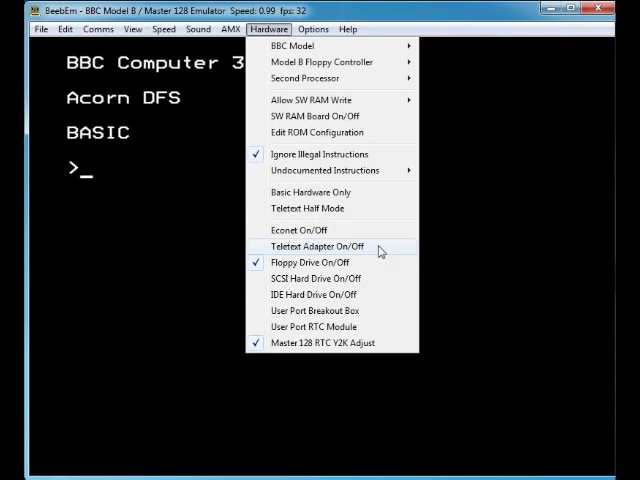 BeebEm - BBC Model B / Master 128 Emulator  Speed: 0.99  fps: 32
File Edit Comms View Speed Sound AMX Hardware Options Help
BBC Computer 3
Acorn DFS
BASIC
>_
BBC Model
Model B Floppy Controller
Second Processor
Allow SW RAM Write
SW RAM Board On/Off
Edit ROM Configuration
Ignore Illegal Instructions
Undocumented Instructions
Basic Hardware Only
Teletext Half Mode
Econet On/Off
Teletext Adapter On/Off
Floppy Drive On/Off
SCSI Hard Drive On/Off
IDE Hard Drive On/Off
User Port Breakout Box
User Port RTC Module
Master 128 RTC Y2K Adjust